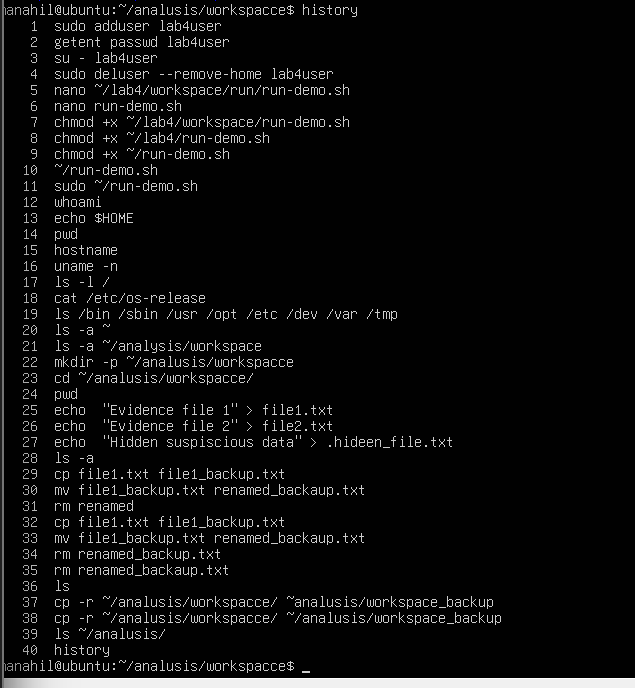 manahil@ubuntu:~/analusis/workspacce$ history
1 sudo adduser lab4user
2 getent passwd lab4user
3 su - lab4user
4 sudo deluser --remove-home lab4user
5 nano ~/lab4/workspace/run/run-demo.sh
6 nano run-demo.sh
7 chmod +x ~/lab4/workspace/run-demo.sh
8 chmod +x ~/lab4/run-demo.sh
9 chmod +x ~/run-demo.sh
10 ~/run-demo.sh
11 sudo ~/run-demo.sh
12 whoami
13 echo $HOME
14 pwd
15 hostname
16 uname -n
17 ls -l /
18 cat /etc/os-release
19 ls /bin /sbin /usr /opt /etc /dev /var /tmp
20 ls -a ~
21 ls -a ~/analysis/workspace
22 mkdir -p ~/analusis/workspacce
23 cd ~/analusis/workspacce/
24 pwd
25 echo  "Evidence file 1" > file1.txt
26 echo  "Evidence file 2" > file2.txt
27 echo  "Hidden suspiscious data" > .hideen_file.txt
28 ls -a
29 cp file1.txt file1_backup.txt
30 mv file1_backup.txt renamed_backaup.txt
31 rm renamed
32 cp file1.txt file1_backup.txt
33 mv file1_backup.txt renamed_backaup.txt
34 rm renamed_backup.txt
35 rm renamed_backaup.txt
36 ls
37 cp -r ~/analusis/workspacce/ ~analusis/workspace_backup
38 cp -r ~/analusis/workspacce/ ~/analusis/workspace_backup
39 ls ~/analusis/
40 history
manahil@ubuntu:~/analusis/workspacce$ _